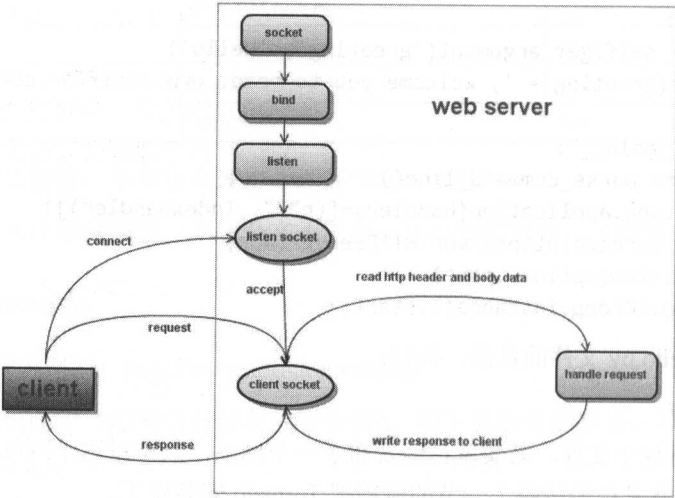 socket
bind
web server
listen
listen socket
connect
accept
read http header and body data
request
client
client socket
handle request
response
write response to client